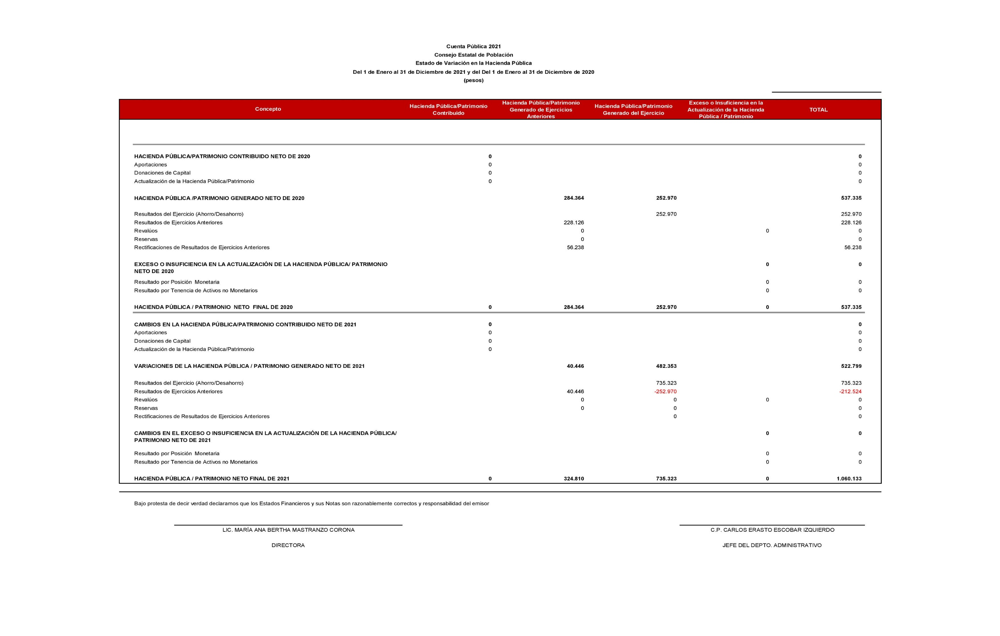 Cuenta Pública 2021
Consejo Estatal de Población
Estado de Variación en la Hacienda Pública
Del 1 de Enero al 31 de Diciembre de 2021 y del Del 1 de Enero al 31 de Diciembre de 2020
(pesos)
Concepto
Hacienda Pública/Patrimonio
Contribuido
Hacienda Pública/Patrimonio
Generado de Ejercicios
Anteriores
Hacienda Pública/Patrimonio
Generado del Ejercicio
Exceso o Insuficiencia en la
Actualización de la Hacienda
Pública / Patrimonio
TOTAL
HACIENDA PÚBLICA/PATRIMONIO CONTRIBUIDO NETO DE 2020 0 0
Aportaciones 0 0
Donaciones de Capital 0 0
Actualización de la Hacienda Pública/Patrimonio 0 0
HACIENDA PÚBLICA /PATRIMONIO GENERADO NETO DE 2020 284.364 252.970 537.335
Resultados del Ejercicio (Ahorro/Desahorro) 252.970 252.970
Resultados de Ejercicios Anteriores 228.126 228.126
Revalúos 0 0 0
Reservas 0 0
Rectificaciones de Resultados de Ejercicios Anteriores 56.238 56.238
EXCESO O INSUFICIENCIA EN LA ACTUALIZACIÓN DE LA HACIENDA PÚBLICA/ PATRIMONIO 0 0
NETO DE 2020
Resultado por Posición Monetaria 0 0
Resultado por Tenencia de Activos no Monetarios 0 0
HACIENDA PÚBLICA / PATRIMONIO NETO FINAL DE 2020 0 284.364 252.970 0 537.335
CAMBIOS EN LA HACIENDA PÚBLICA/PATRIMONIO CONTRIBUIDO NETO DE 2021 0 0
Aportaciones 0 0
Donaciones de Capital 0 0
Actualización de la Hacienda Pública/Patrimonio 0 0
VARIACIONES DE LA HACIENDA PÚBLICA / PATRIMONIO GENERADO NETO DE 2021 40.446 482.353 522.799
Resultados del Ejercicio (Ahorro/Desahorro) 735.323 735.323
Resultados de Ejercicios Anteriores 40.446 -252.970 -212.524
Revalúos 0 0 0 0
Reservas 0 0 0
Rectificaciones de Resultados de Ejercicios Anteriores 0 0
CAMBIOS EN EL EXCESO O INSUFICIENCIA EN LA ACTUALIZACIÓN DE LA HACIENDA PÚBLICA/ 0 0
PATRIMONIO NETO DE 2021
Resultado por Posición Monetaria 0 0
Resultado por Tenencia de Activos no Monetarios 0 0
HACIENDA PÚBLICA / PATRIMONIO NETO FINAL DE 2021 0 324.810 735.323 0 1.060.133
Bajo protesta de decir verdad declaramos que los Estados Financieros y sus Notas son razonablemente correctos y responsabilidad del emisor
LIC. MARÍA ANA BERTHA MASTRANZO CORONA
DIRECTORA
C.P. CARLOS ERASTO ESCOBAR IZQUIERDO
JEFE DEL DEPTO. ADMINISTRATIVO